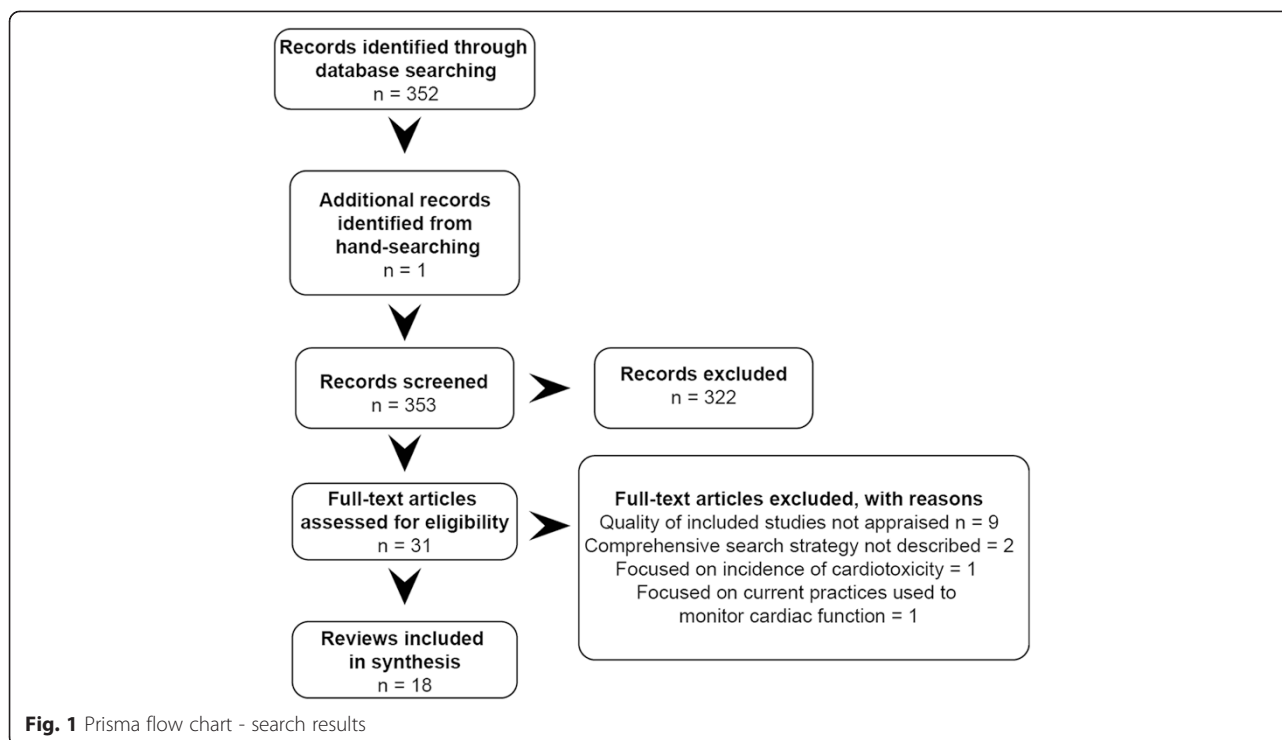 Records identified through
database searching
n = 352
Additional records
identified from
hand-searching
n = 1
Records screened
n = 353
Records excluded
n = 322
Full-text articles
assessed for eligibility
n = 31
Full-text articles excluded, with reasons
Quality of included studies not appraised n = 9
Comprehensive search strategy not described = 2
Focused on incidence of cardiotoxicity = 1
Focused on current practices used to
monitor cardiac function = 1
Reviews included
in synthesis
n = 18
Fig. 1 Prisma flow chart - search results